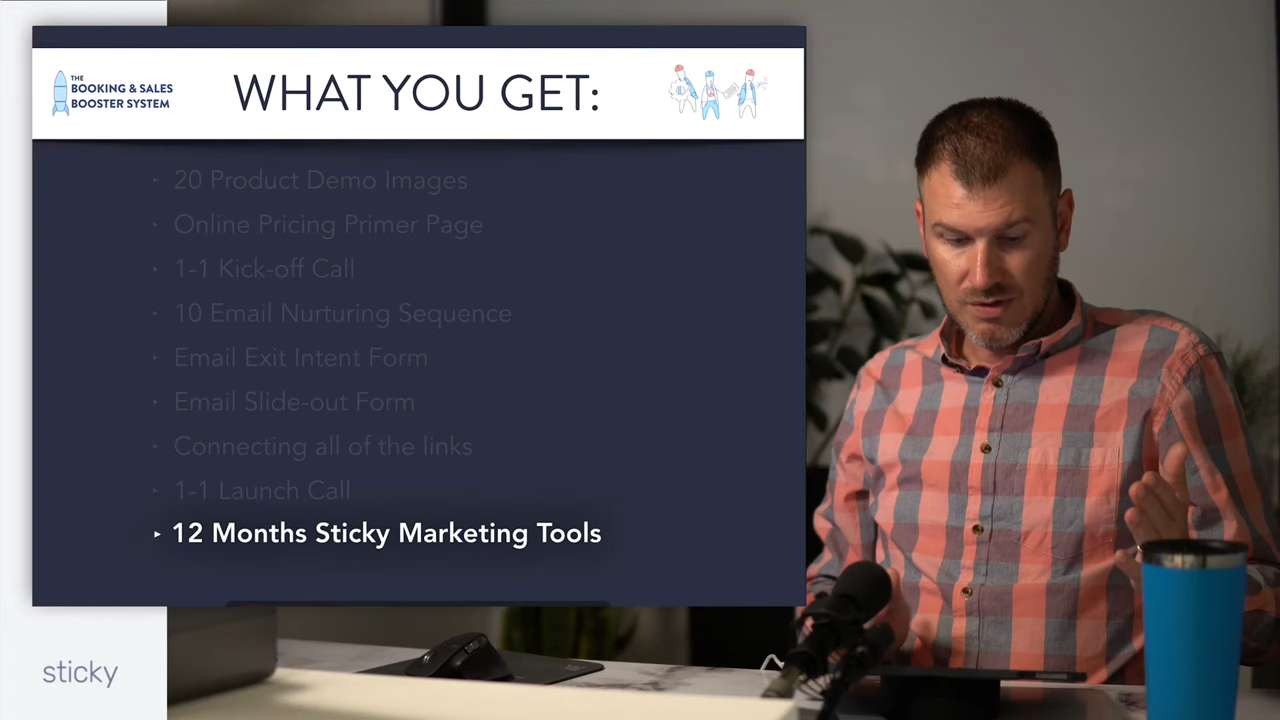 THE
BOOKING & SALES
BOOSTER SYSTEM
WHAT YOU GET:
20 Product Demo Images
Online Pricing Primer Page
1-1 Kick-off Call
10 Email Nurturing Sequence
Email Exit Intent Form
Email Slide-out Form
Connecting all of the links
1-1 Launch Call
12 Months Sticky Marketing Tools
sticky